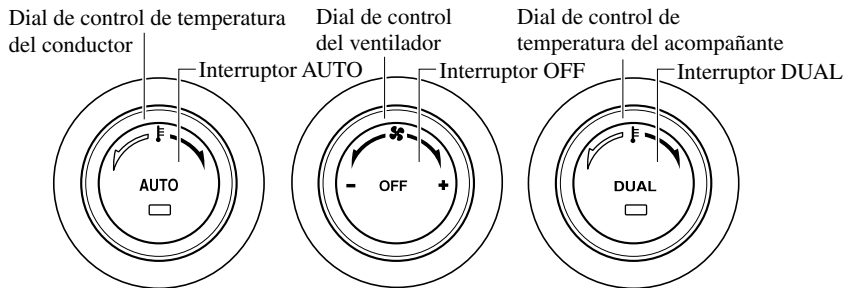 Dial de control de temperatura
del conductor
Dial de control
del ventilador
Dial de control de
temperatura del acompañante
Interruptor AUTO
Interruptor OFF
Interruptor DUAL
AUTO
- OFF +
DUAL